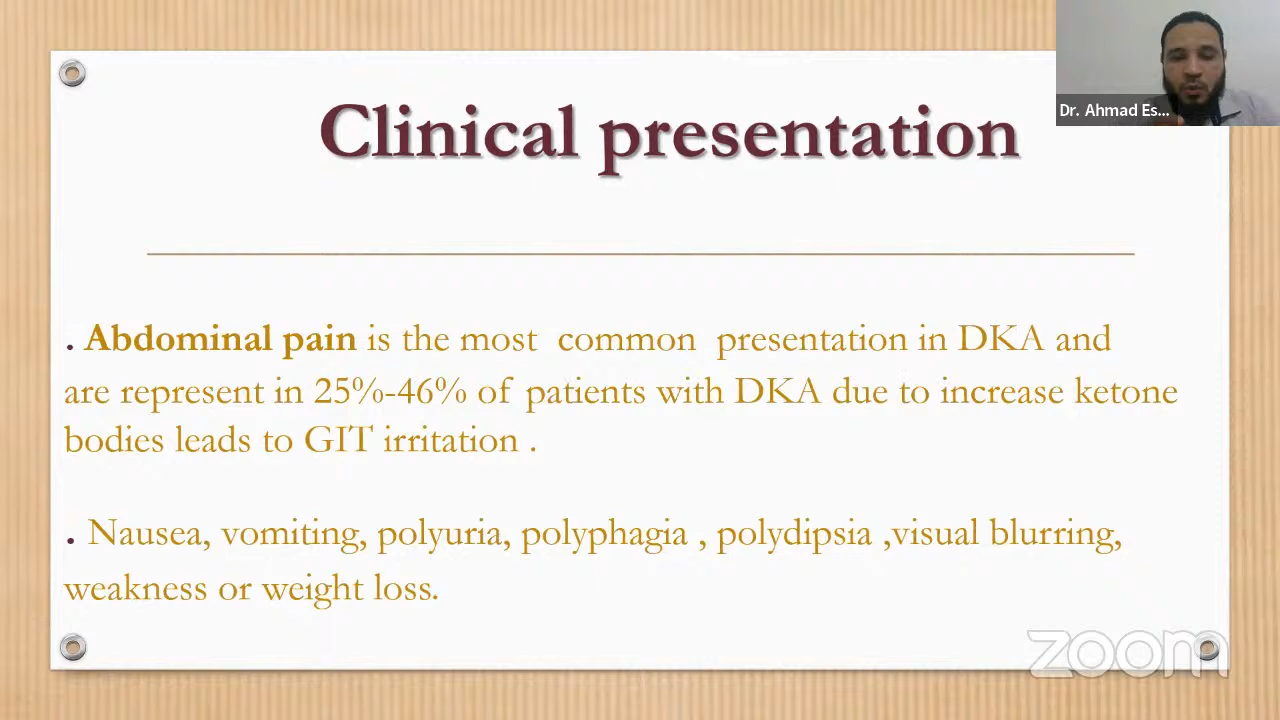 Dr. Ahmad Es...
Clinical presentation
. Abdominal pain is the most common presentation in DKA and
are represent in 25%-46% of patients with DKA due to increase ketone
bodies leads to GIT irritation .
. Nausea, vomiting, polyuria, polyphagia , polydipsia ,visual blurring,
weakness or weight loss.
zoom